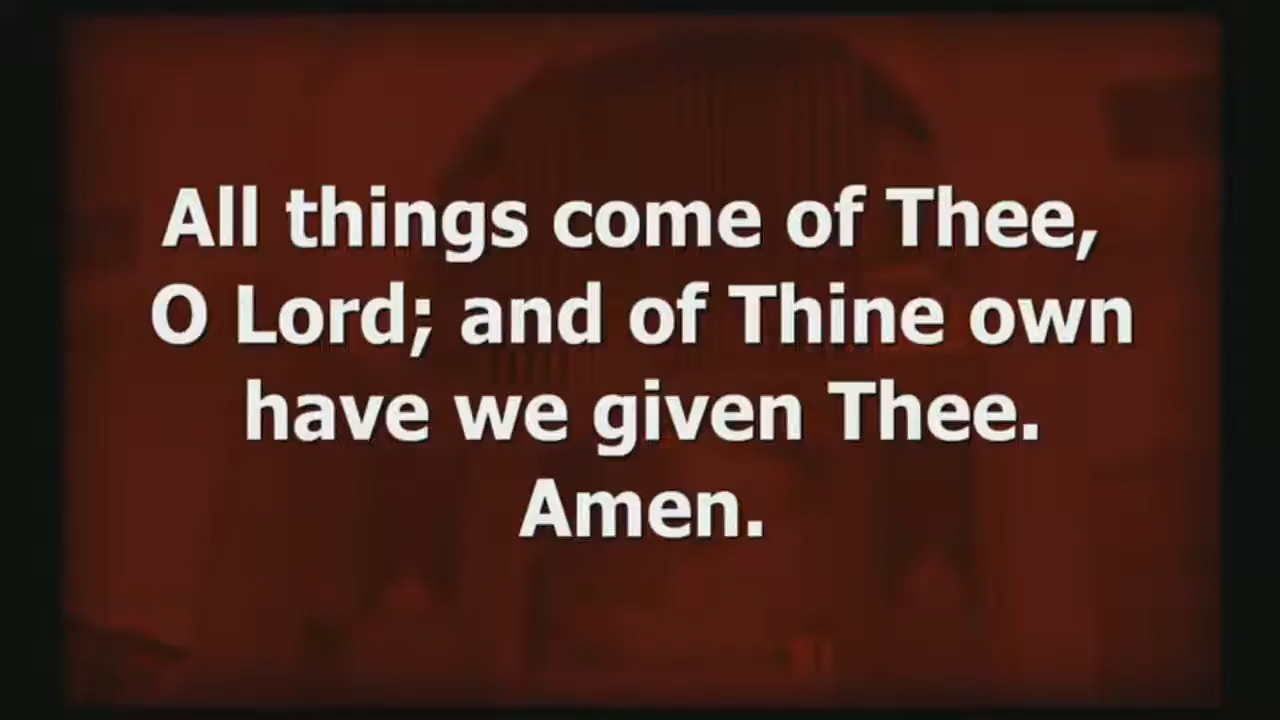 All things come of Thee,
O Lord; and of Thine own
have we given Thee.
Amen.